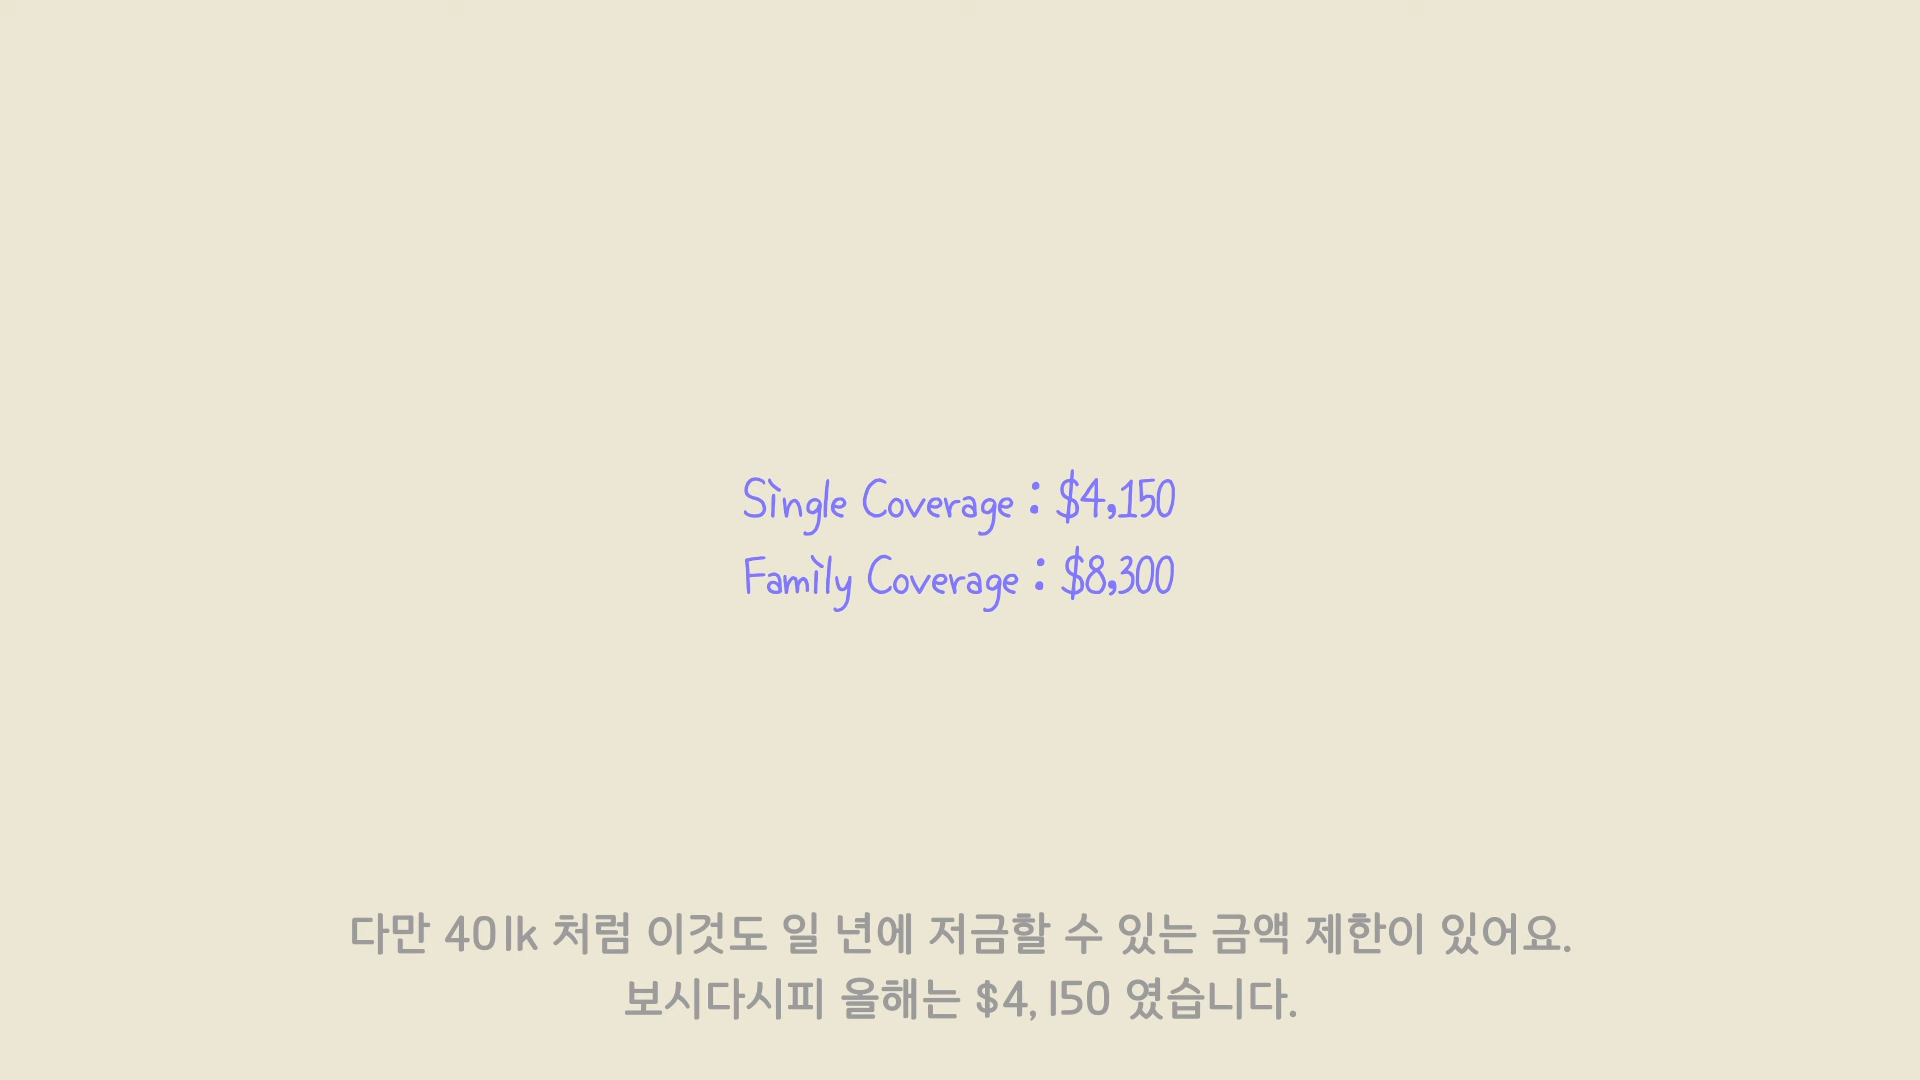 Single Coverage : $4,150
Family Coverage : $8,300
다만 401k 처럼 이것도 일 년에 저금할 수 있는 금액 제한이 있어요.
보시다시피 올해는 $4,150 였습니다.